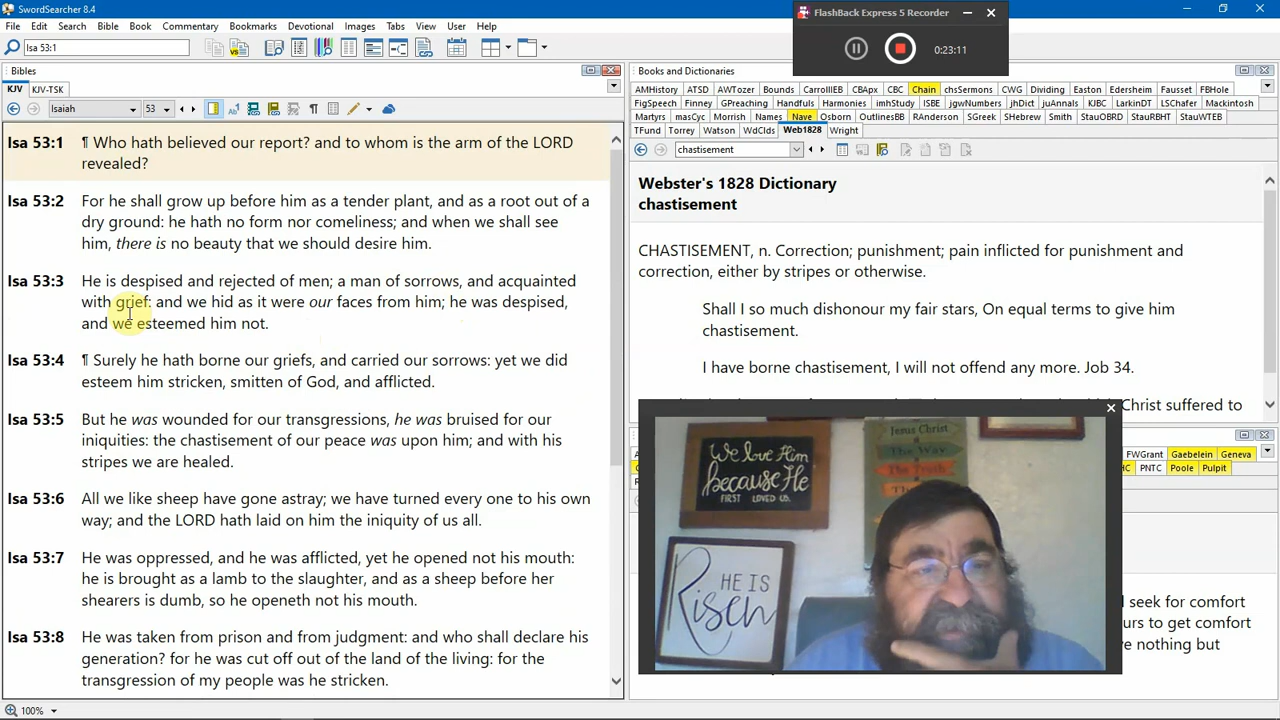 SwordSearcher 8.4
File Edit Search Bible Book Commentary Bookmarks Devotional Images Tabs View User Help
Isa 53:1
FlashBack Express 5 Recorder
0:23:11
Bibles
KJV KJV-TSK
Isaiah 53
Isa 53:1 ¶ Who hath believed our report? and to whom is the arm of the LORD
revealed?
Isa 53:2 For he shall grow up before him as a tender plant, and as a root out of a
dry ground: he hath no form nor comeliness; and when we shall see
him, there is no beauty that we should desire him.
Isa 53:3 He is despised and rejected of men; a man of sorrows, and acquainted
with grief: and we hid as it were our faces from him; he was despised,
and we esteemed him not.
Isa 53:4 ¶ Surely he hath borne our griefs, and carried our sorrows: yet we did
esteem him stricken, smitten of God, and afflicted.
Isa 53:5 But he was wounded for our transgressions, he was bruised for our
iniquities: the chastisement of our peace was upon him; and with his
stripes we are healed.
Isa 53:6 All we like sheep have gone astray; we have turned every one to his own
way; and the LORD hath laid on him the iniquity of us all.
Isa 53:7 He was oppressed, and he was afflicted, yet he opened not his mouth:
he is brought as a lamb to the slaughter, and as a sheep before her
shearers is dumb, so he openeth not his mouth.
Isa 53:8 He was taken from prison and from judgment: and who shall declare his
generation? for he was cut off out of the land of the living: for the
transgression of my people was he stricken.
100%
Books and Dictionaries
AMHistory ATSD AWTozer Bounds CarrollEIB CBApx CBC Chain chsSermons CWG Dividing Easton Edersheim Fausset FBHole
FigSpeech Finney GPreaching Handfuls Harmonies imhStudy ISBE jgwNumbers jhDict juAnnals KJBC LarkinDT LSChafer Mackintosh
Martyrs masCyc Morrish Names Nave Osborn OutlinesBB RAnderson SGreek SHebrew Smith StauOBRD StauRBHT StauWTEB
TFund Torrey Watson WdClds Web1828 Wright
chastisement
Webster's 1828 Dictionary
chastisement
CHASTISEMENT, n. Correction; punishment; pain inflicted for punishment and
correction, either by stripes or otherwise.
Shall I so much dishonour my fair stars, On equal terms to give him
chastisement.
I have borne chastisement, I will not offend any more. Job 34.
Christ suffered to
FWGrant Gaebelein Geneva
HC PNTC Poole Pulpit
I seek for comfort
urs to get comfort
e nothing but
We love Him
because He
FIRST LOVED US.
Jesus Christ
The Way
The Truth
HE IS
Risen